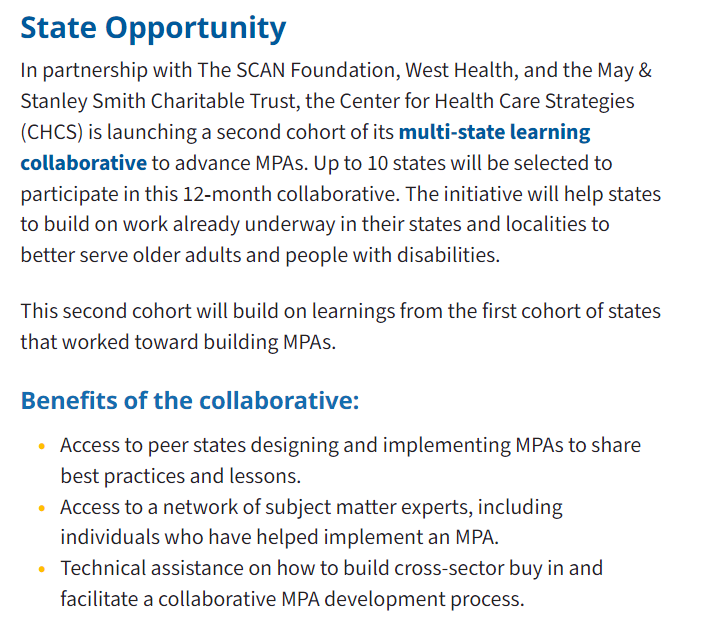 State Opportunity
In partnership with The SCAN Foundation, West Health, and the May &
Stanley Smith Charitable Trust, the Center for Health Care Strategies
(CHCS) is launching a second cohort of its multi-state learning
collaborative to advance MPAs. Up to 10 states will be selected to
participate in this 12-month collaborative. The initiative will help states
to build on work already underway in their states and localities to
better serve older adults and people with disabilities.
This second cohort will build on learnings from the first cohort of states
that worked toward building MPAs.
Benefits of the collaborative:
• Access to peer states designing and implementing MPAs to share
best practices and lessons.
• Access to a network of subject matter experts, including
individuals who have helped implement an MPA.
• Technical assistance on how to build cross-sector buy in and
facilitate a collaborative MPA development process.